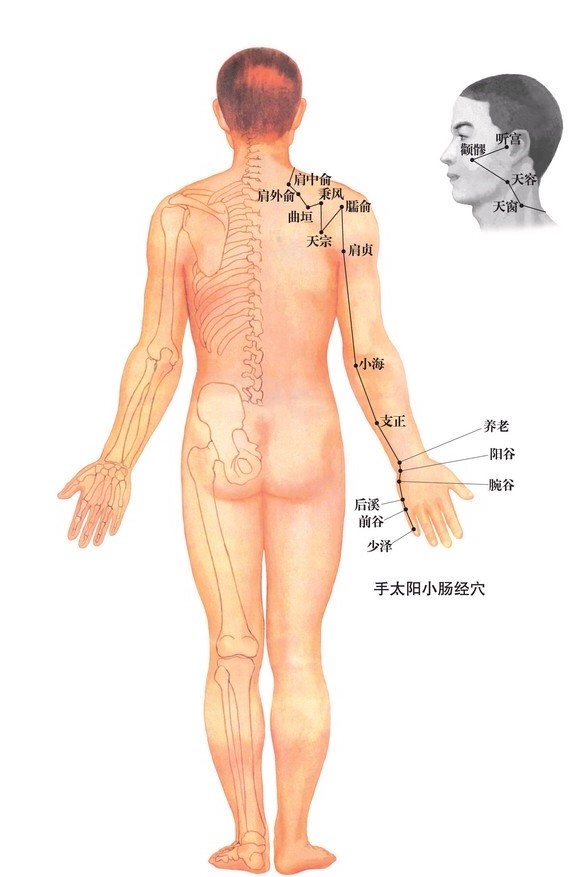 听宫
颧髎
天容
天窗
肩中俞
肩外俞
秉风
臑俞
曲垣
天宗
肩贞
小海
支正
养老
阳谷
腕谷
后溪
前谷
少泽
手太阳小肠经穴